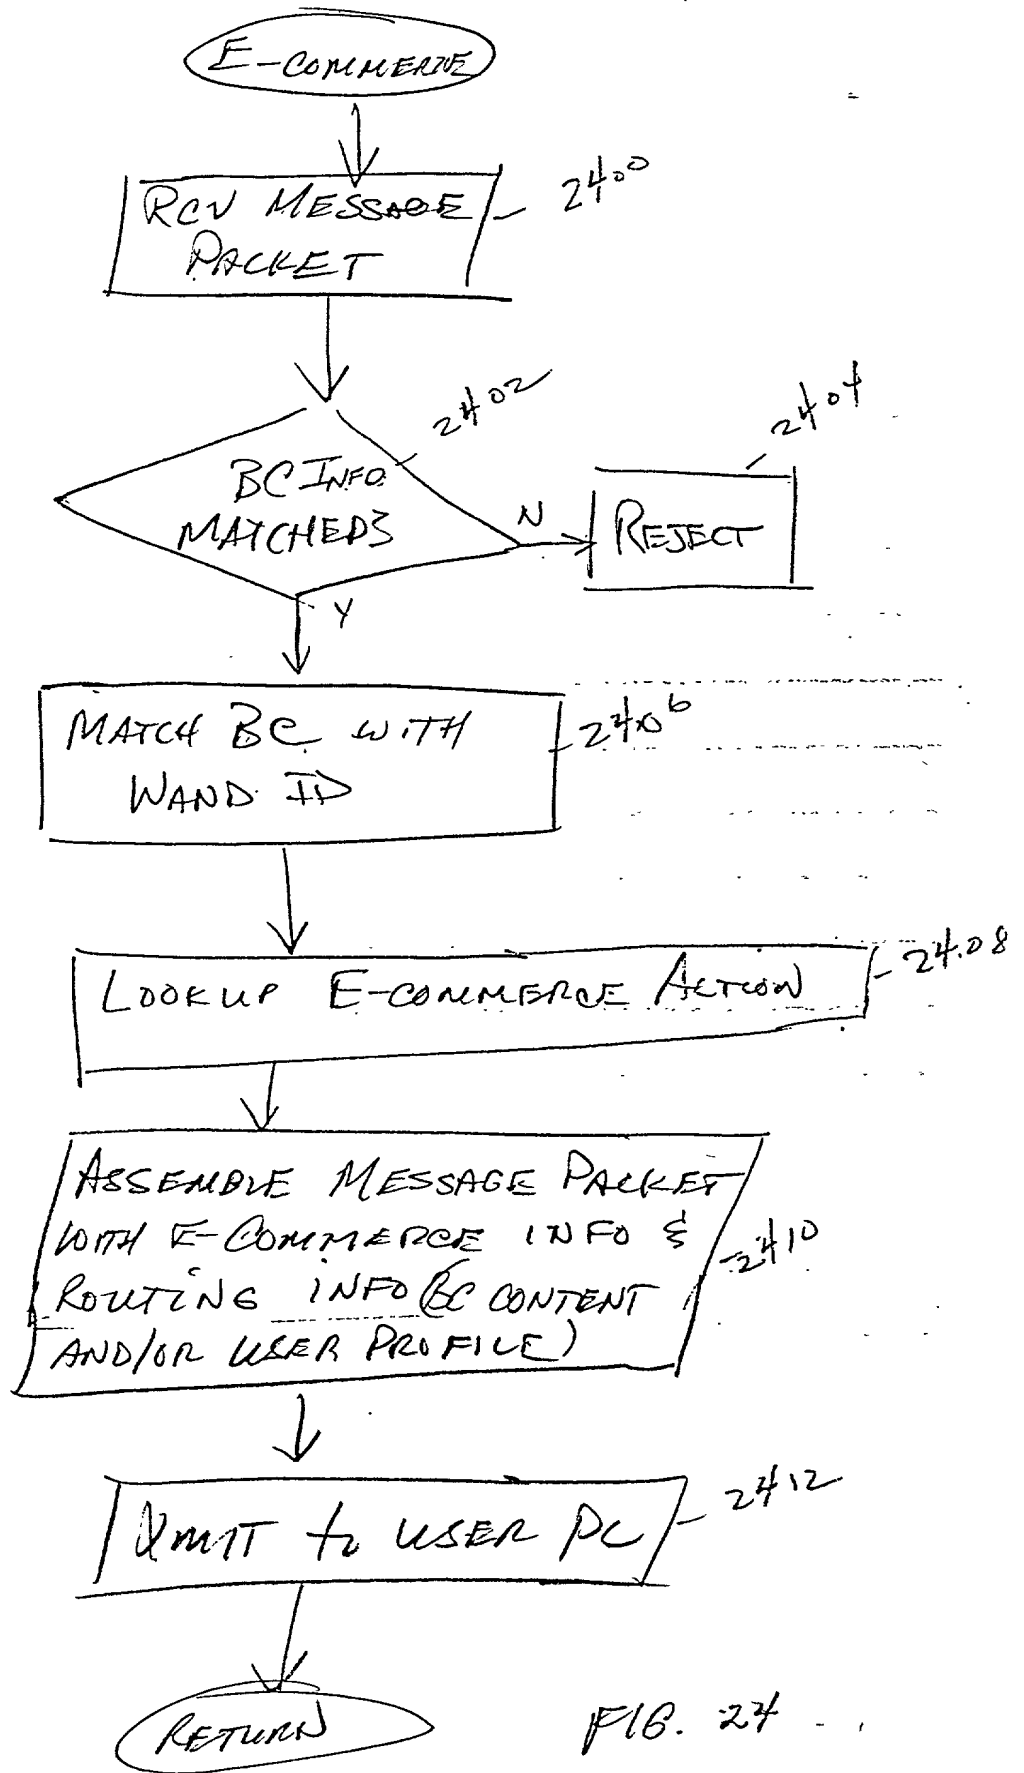 E-COMMERCE
RCV MESSAGE
PACKET
2400
BC INFO
MATCHED?
2402
N
REJECT
2404
Y
MATCH BC WITH
WAND ID
2406
LOOKUP E-COMMERCE ACTION
2408
ASSEMBLE MESSAGE PACKET
WITH E-COMMERCE INFO &
ROUTING INFO (BC CONTENT
AND/OR USER PROFILE)
2410
XMIT to USER PC
2412
RETURN
FIG. 24